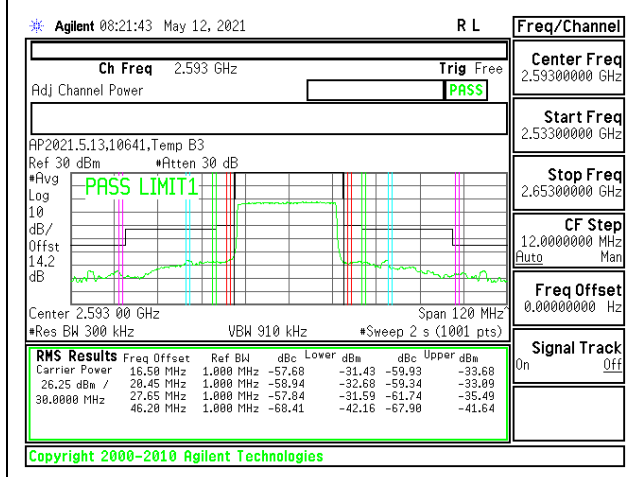 Agilent 08:21:43 May 12, 2021 R L
Ch Freq 2.593 GHz Trig Free
Adj Channel Power PASS
AP2021.5.13,10641,Temp B3
Ref 30 dBm #Atten 30 dB
#Avg
Log
10
dB/
Offst
14.2
dB
PASS LIMIT1
Center 2.593 00 GHz Span 120 MHz^
#Res BW 300 kHz VBW 910 kHz #Sweep 2 s (1001 pts)
RMS Results Freq Offset Ref BW dBc Lower dBm dBc Upper dBm
Carrier Power 16.50 MHz 1.000 MHz -57.68 -31.43 -59.93 -33.68
26.25 dBm / 20.45 MHz 1.000 MHz -58.94 -32.68 -59.34 -33.09
30.0000 MHz 27.65 MHz 1.000 MHz -57.84 -31.59 -61.74 -35.49
46.20 MHz 1.000 MHz -68.41 -42.16 -67.90 -41.64
Copyright 2000-2010 Agilent Technologies
Freq/Channel
Center Freq
2.59300000 GHz
Start Freq
2.53300000 GHz
Stop Freq
2.65300000 GHz
CF Step
12.0000000 MHz
Auto Man
Freq Offset
0.00000000 Hz
Signal Track
On Off